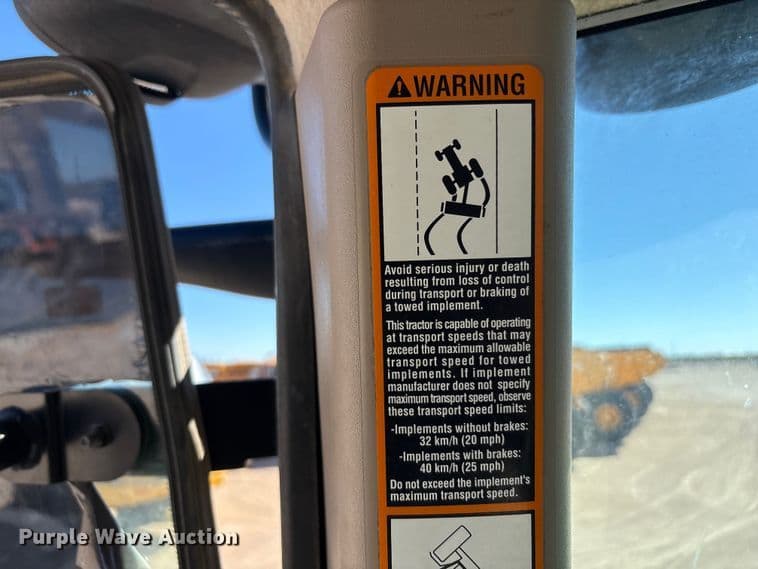 WARNING
Avoid serious injury or death
resulting from loss of control
during transport or braking of
a towed implement.
This tractor is capable of operating
at transport speeds that may
exceed the maximum allowable
transport speed for towed
implements. If implement
manufacturer does not specify
maximum transport speed, observe
these transport speed limits:
-Implements without brakes:
32 km/h (20 mph)
-Implements with brakes:
40 km/h (25 mph)
Do not exceed the implement's
maximum transport speed.
Purple Wave Auction